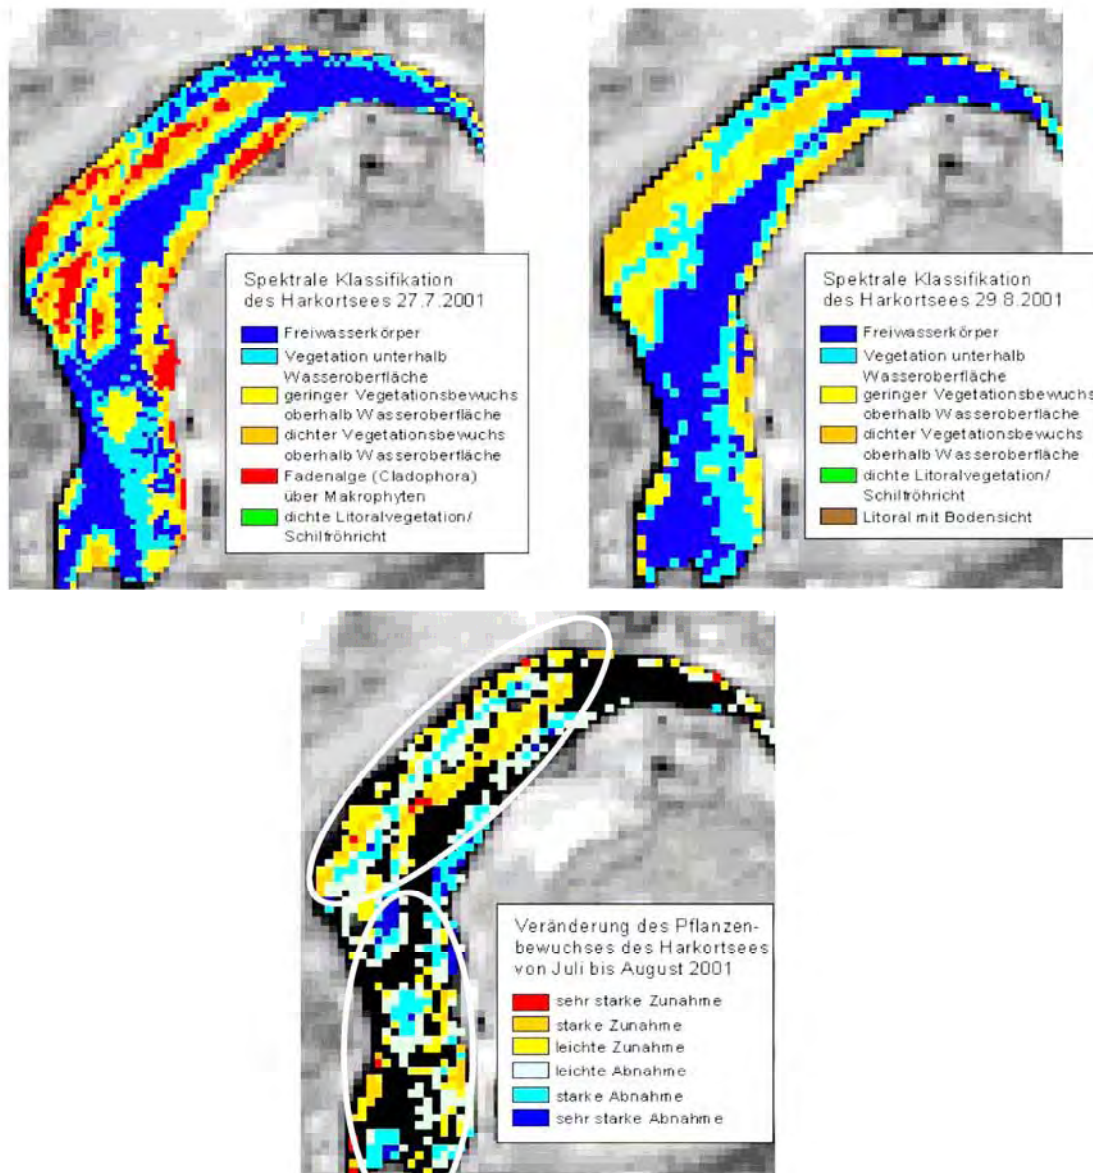 Spektrale Klassifikation
des Harkortsees 27.7.2001
Freiwasserkörper
Vegetation unterhalb
Wasseroberfläche
geringer Vegetationsbewuchs
oberhalb Wasseroberfläche
dichter Vegetationsbewuchs
oberhalb Wasseroberfläche
Fadenalge (Cladophora)
über Makrophyten
dichte Litoralvegetation/
Schilfröhricht
Spektrale Klassifikation
des Harkortsees 29.8.2001
Freiwasserkörper
Vegetation unterhalb
Wasseroberfläche
geringer Vegetationsbewuchs
oberhalb Wasseroberfläche
dichter Vegetationsbewuchs
oberhalb Wasseroberfläche
dichte Litoralvegetation/
Schilfröhricht
Litoral mit Bodensicht
Veränderung des Pflanzen-
bewuchses des Harkortsees
von Juli bis August 2001
sehr starke Zunahme
starke Zunahme
leichte Zunahme
leichte Abnahme
starke Abnahme
sehr starke Abnahme